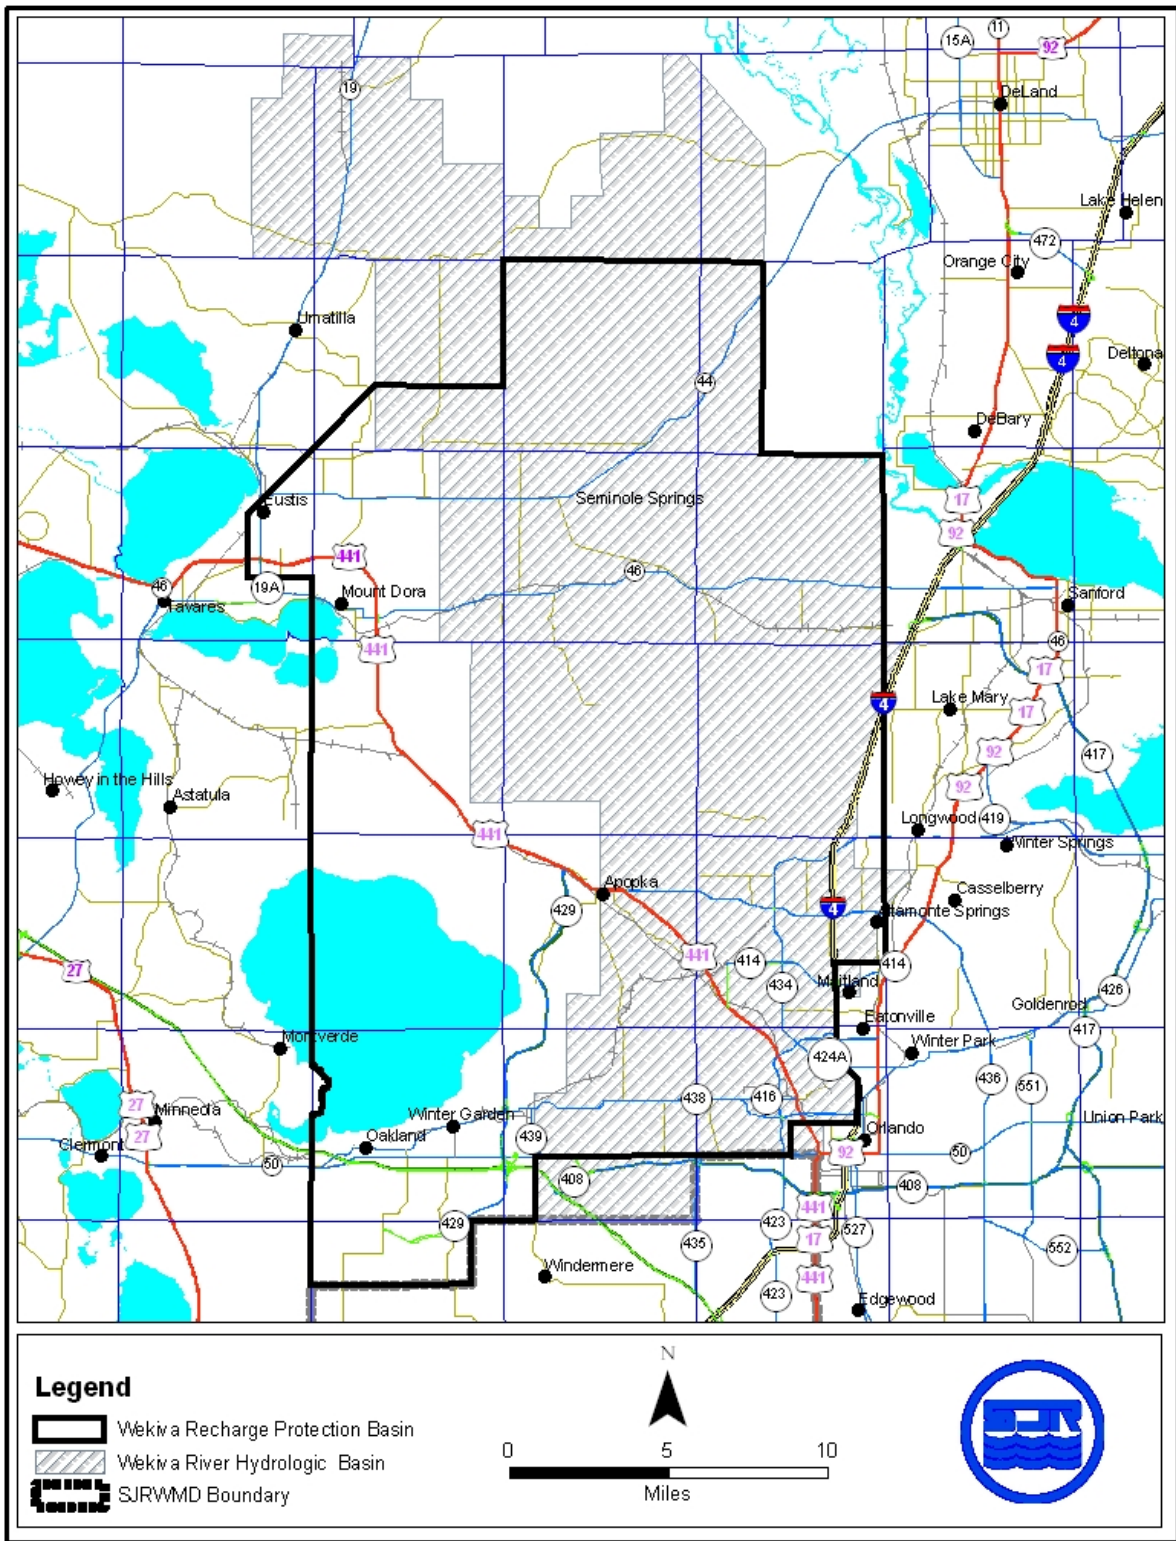 11
15A
92
19
DeLand
Lake Helen
472
Orange City
4
Umatilla
4
Deltona
44
DeBary
Eustis
Seminole Springs
17
92
441
46
46
19A
Mount Dora
Tavares
Sanford
46
441
17
4
Lake Mary
17
92
417
Howey in the Hills
92
Astatula
441
Longwood
419
Winter Springs
Apopka
Casselberry
4
429
Altamonte Springs
441
414
414
27
434
Maitland
426
Goldenrod
Eatonville
417
Montverde
Winter Park
424A
436
551
27
438
416
Minneola
Winter Garden
Union Park
27
439
Orlando
Clermont
Oakland
50
92
50
408
408
441
429
423
527
435
17
552
Windermere
441
423
Edgewood
Legend
Wekiva Recharge Protection Basin
Wekiva River Hydrologic Basin
SJRWMD Boundary
N
0 5 10
Miles
SJR